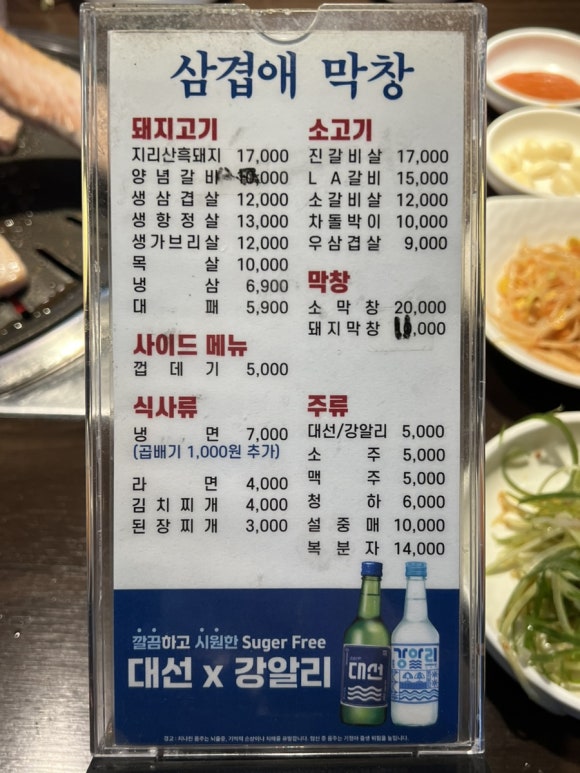 삼겹애 막창
돼지고기
지리산흑돼지 17,000
양념갈비
생삼겹살 12,000
생항정살 13,000
생가브리살 12,000
목살 10,000
냉삼 6,900
대패 5,900
사이드 메뉴
껍데기 5,000
식사류
냉면 7,000
(곱배기 1,000원 추가)
라면 4,000
김치찌개 4,000
된장찌개 3,000
소고기
진갈비살 17,000
LA갈비 15,000
소갈비살 12,000
차돌박이 10,000
우삼겹살 9,000
막창
소막창 20,000
돼지막창
주류
대선/강알리 5,000
소주 5,000
맥주 5,000
청하 6,000
설중매 10,000
복분자 14,000
깔끔하고 시원한 Suger Free
대선 x 강알리
대선
강알리